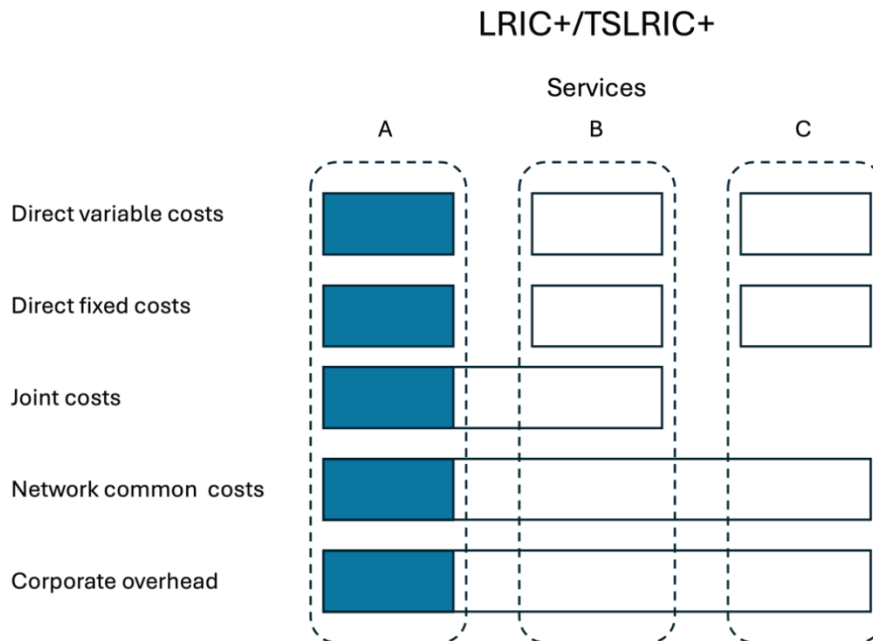 LRIC+/TSLRIC+
Services
A B C
Direct variable costs
Direct fixed costs
Joint costs
Network common costs
Corporate overhead